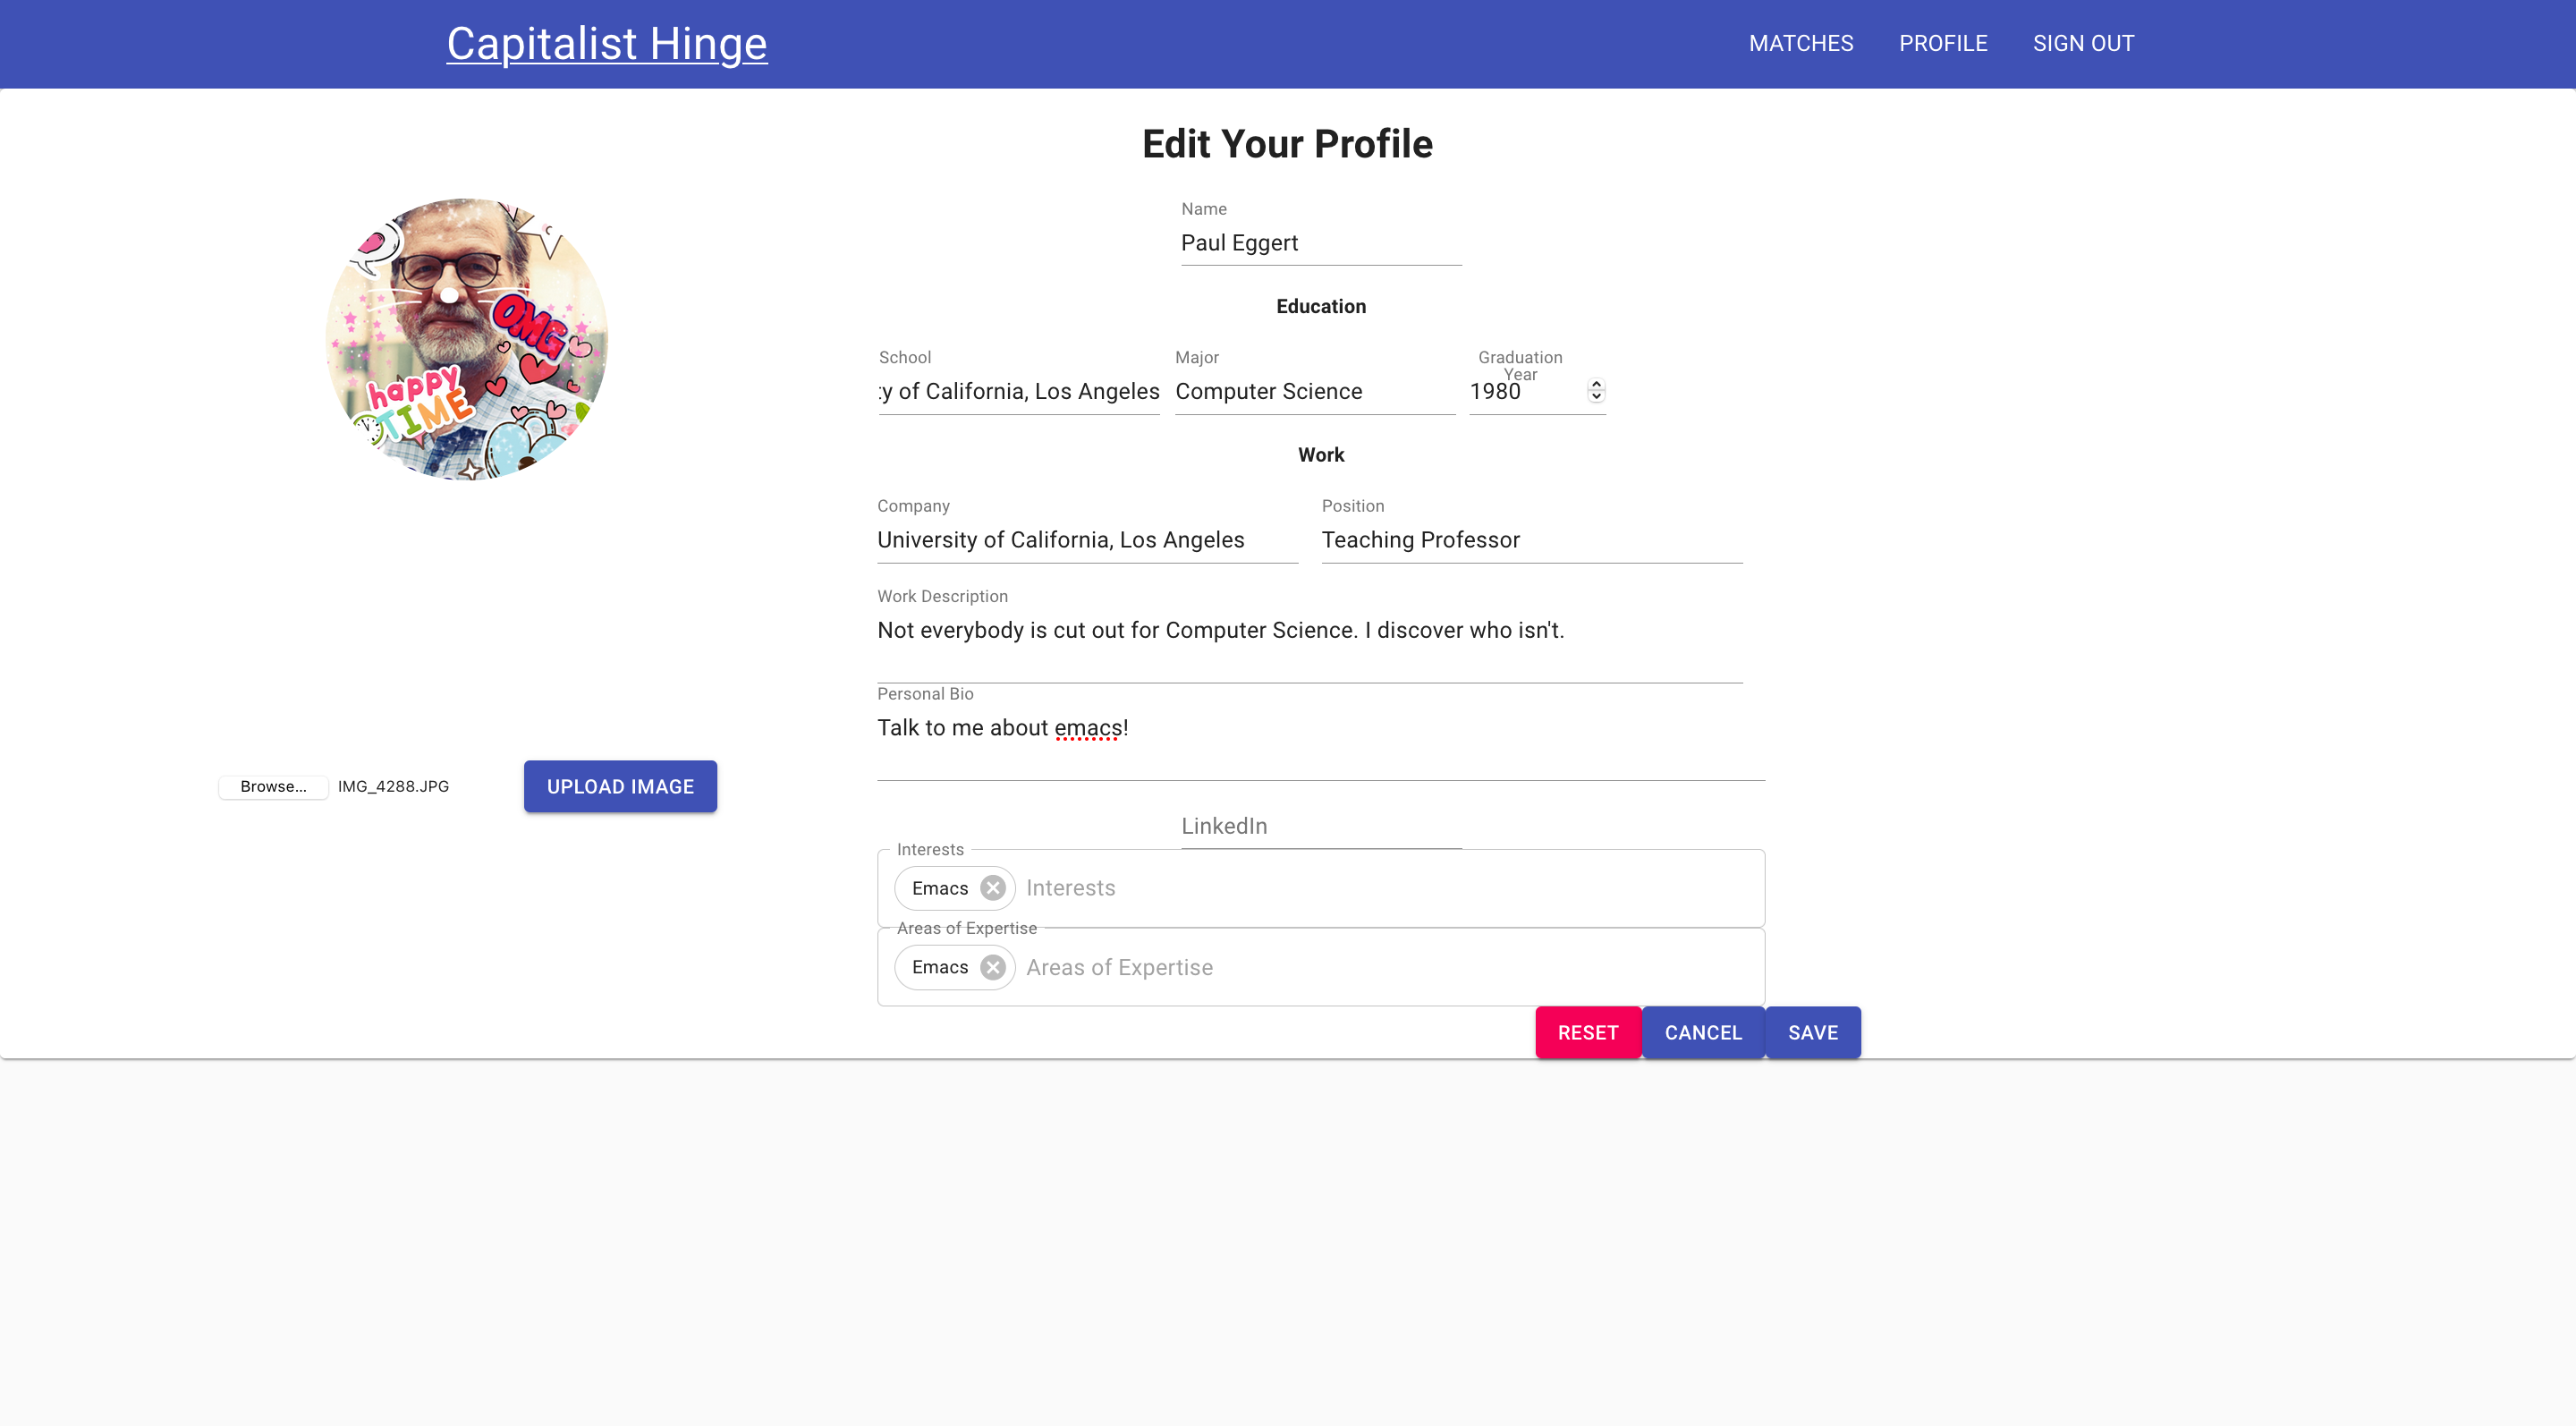 Capitalist Hinge
MATCHES PROFILE SIGN OUT
Edit Your Profile
OMG
happy
TIME
Name
Paul Eggert
Education
School Major Graduation Year
y of California, Los Angeles Computer Science 1980
Work
Company Position
University of California, Los Angeles Teaching Professor
Work Description
Not everybody is cut out for Computer Science. I discover who isn't.
Personal Bio
Talk to me about emacs!
Browse... IMG_4288.JPG UPLOAD IMAGE
LinkedIn
Interests
Emacs Interests
Areas of Expertise
Emacs Areas of Expertise
RESET CANCEL SAVE